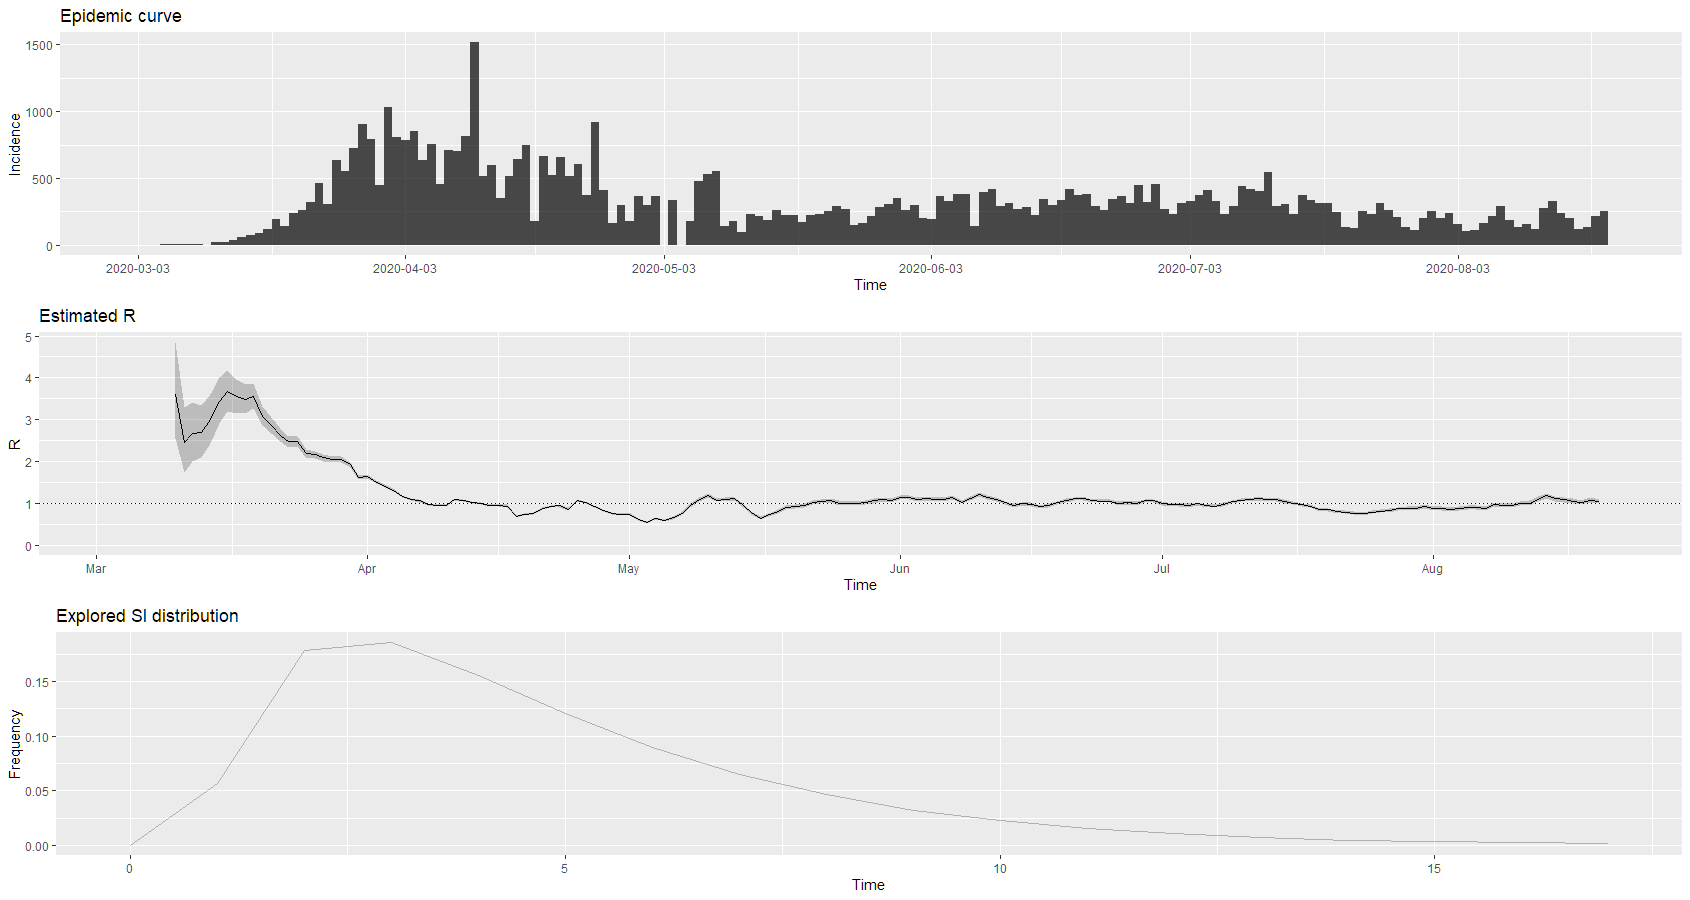 Epidemic curve
1500
1000
500
0
Incidence
2020-03-03 2020-04-03 2020-05-03 2020-06-03 2020-07-03 2020-08-03
Time
Estimated R
5
4
3
2
1
0
R
Mar Apr May Jun Jul Aug
Time
Explored SI distribution
0.15
0.10
0.05
0.00
Frequency
0 5 10 15
Time